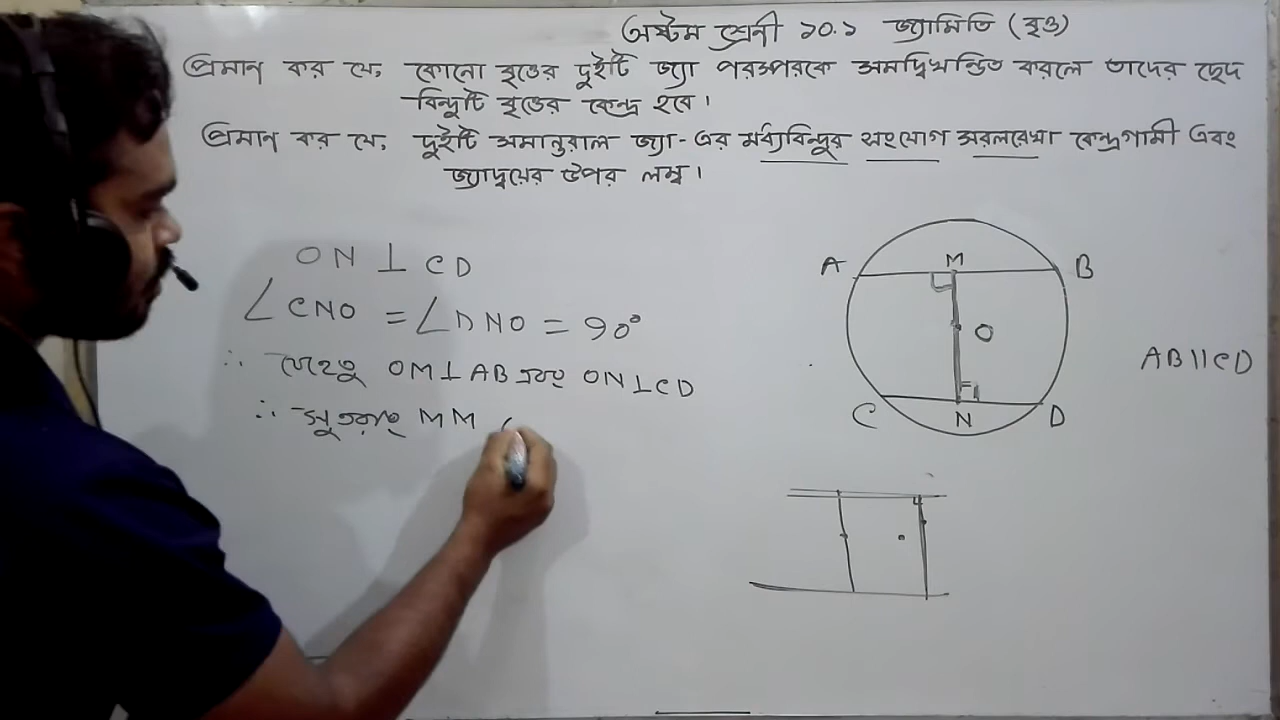 অষ্টম শ্রেনী ১০.১ জ্যামিতি (বৃত্ত)
প্রমান কর যে, কোনো বৃত্তের দুইটি জ্যা পরস্পরকে সমদ্বিখন্ডিত করলে তাদের ছেদ
বিন্দুটি বৃত্তের কেন্দ্র হবে।
প্রমান কর যে, দুইটি সমান্তরাল জ্যা-এর মর্ধ্যবিন্দুর সংযোগ সরলরেখা কেন্দ্রগামী এবং
জ্যাদ্বয়ের উপর লম্ব।
ON ⊥ CD
∠CNO = ∠DNO = 90°
∴ যেহেতু OM ⊥ AB এবং ON ⊥ CD
∴ সুতরাং MM
A M B
O
C N D
AB || CD